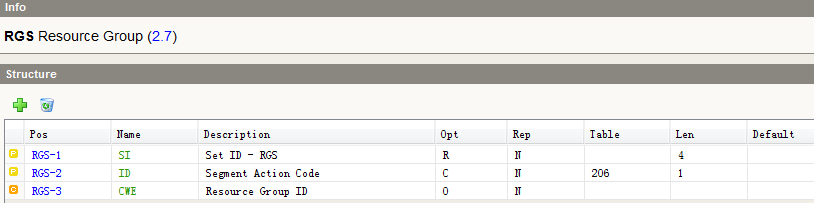 Info
RGS Resource Group (2.7)
Structure
Pos Name Description Opt Rep Table Len Default
RGS-1 SI Set ID - RGS R N 4
RGS-2 ID Segment Action Code C N 206 1
RGS-3 CWE Resource Group ID O N